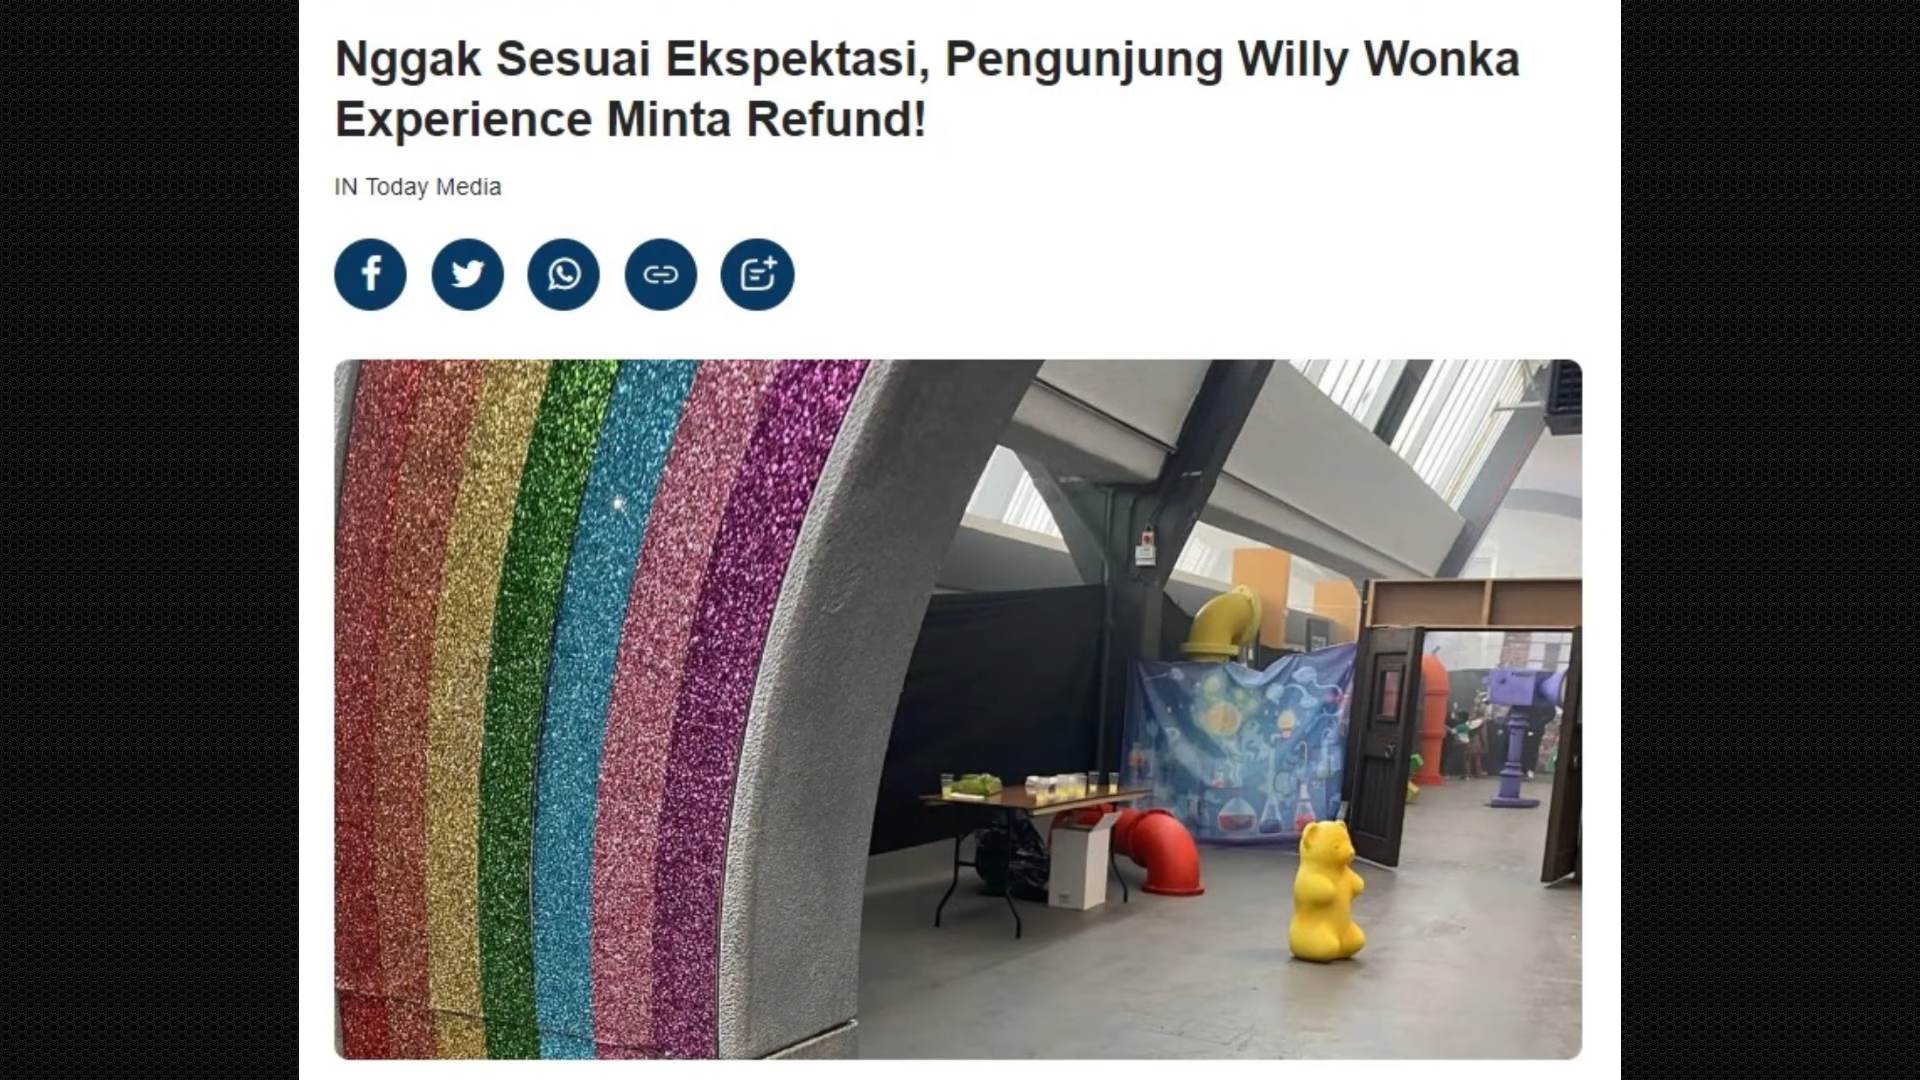 Nggak Sesuai Ekspektasi, Pengunjung Willy Wonka
Experience Minta Refund!
IN Today Media